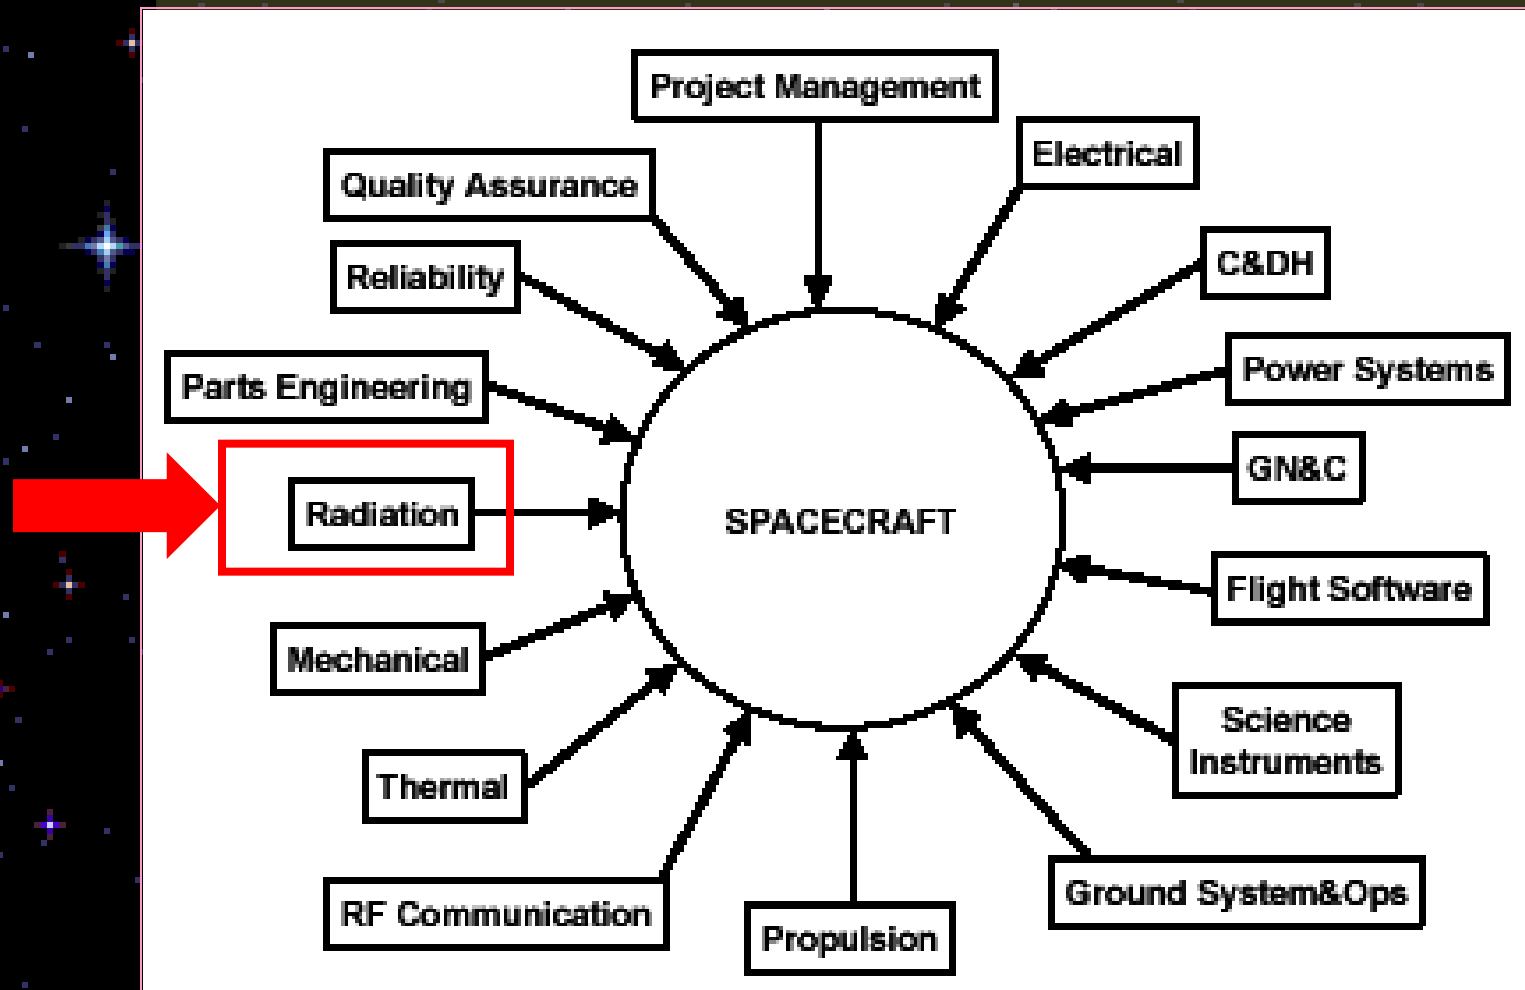 Project Management
Electrical
Quality Assurance
C&DH
Reliability
Power Systems
Parts Engineering
GN&C
Radiation
SPACECRAFT
Flight Software
Mechanical
Science
Instruments
Thermal
Ground System&Ops
RF Communication
Propulsion